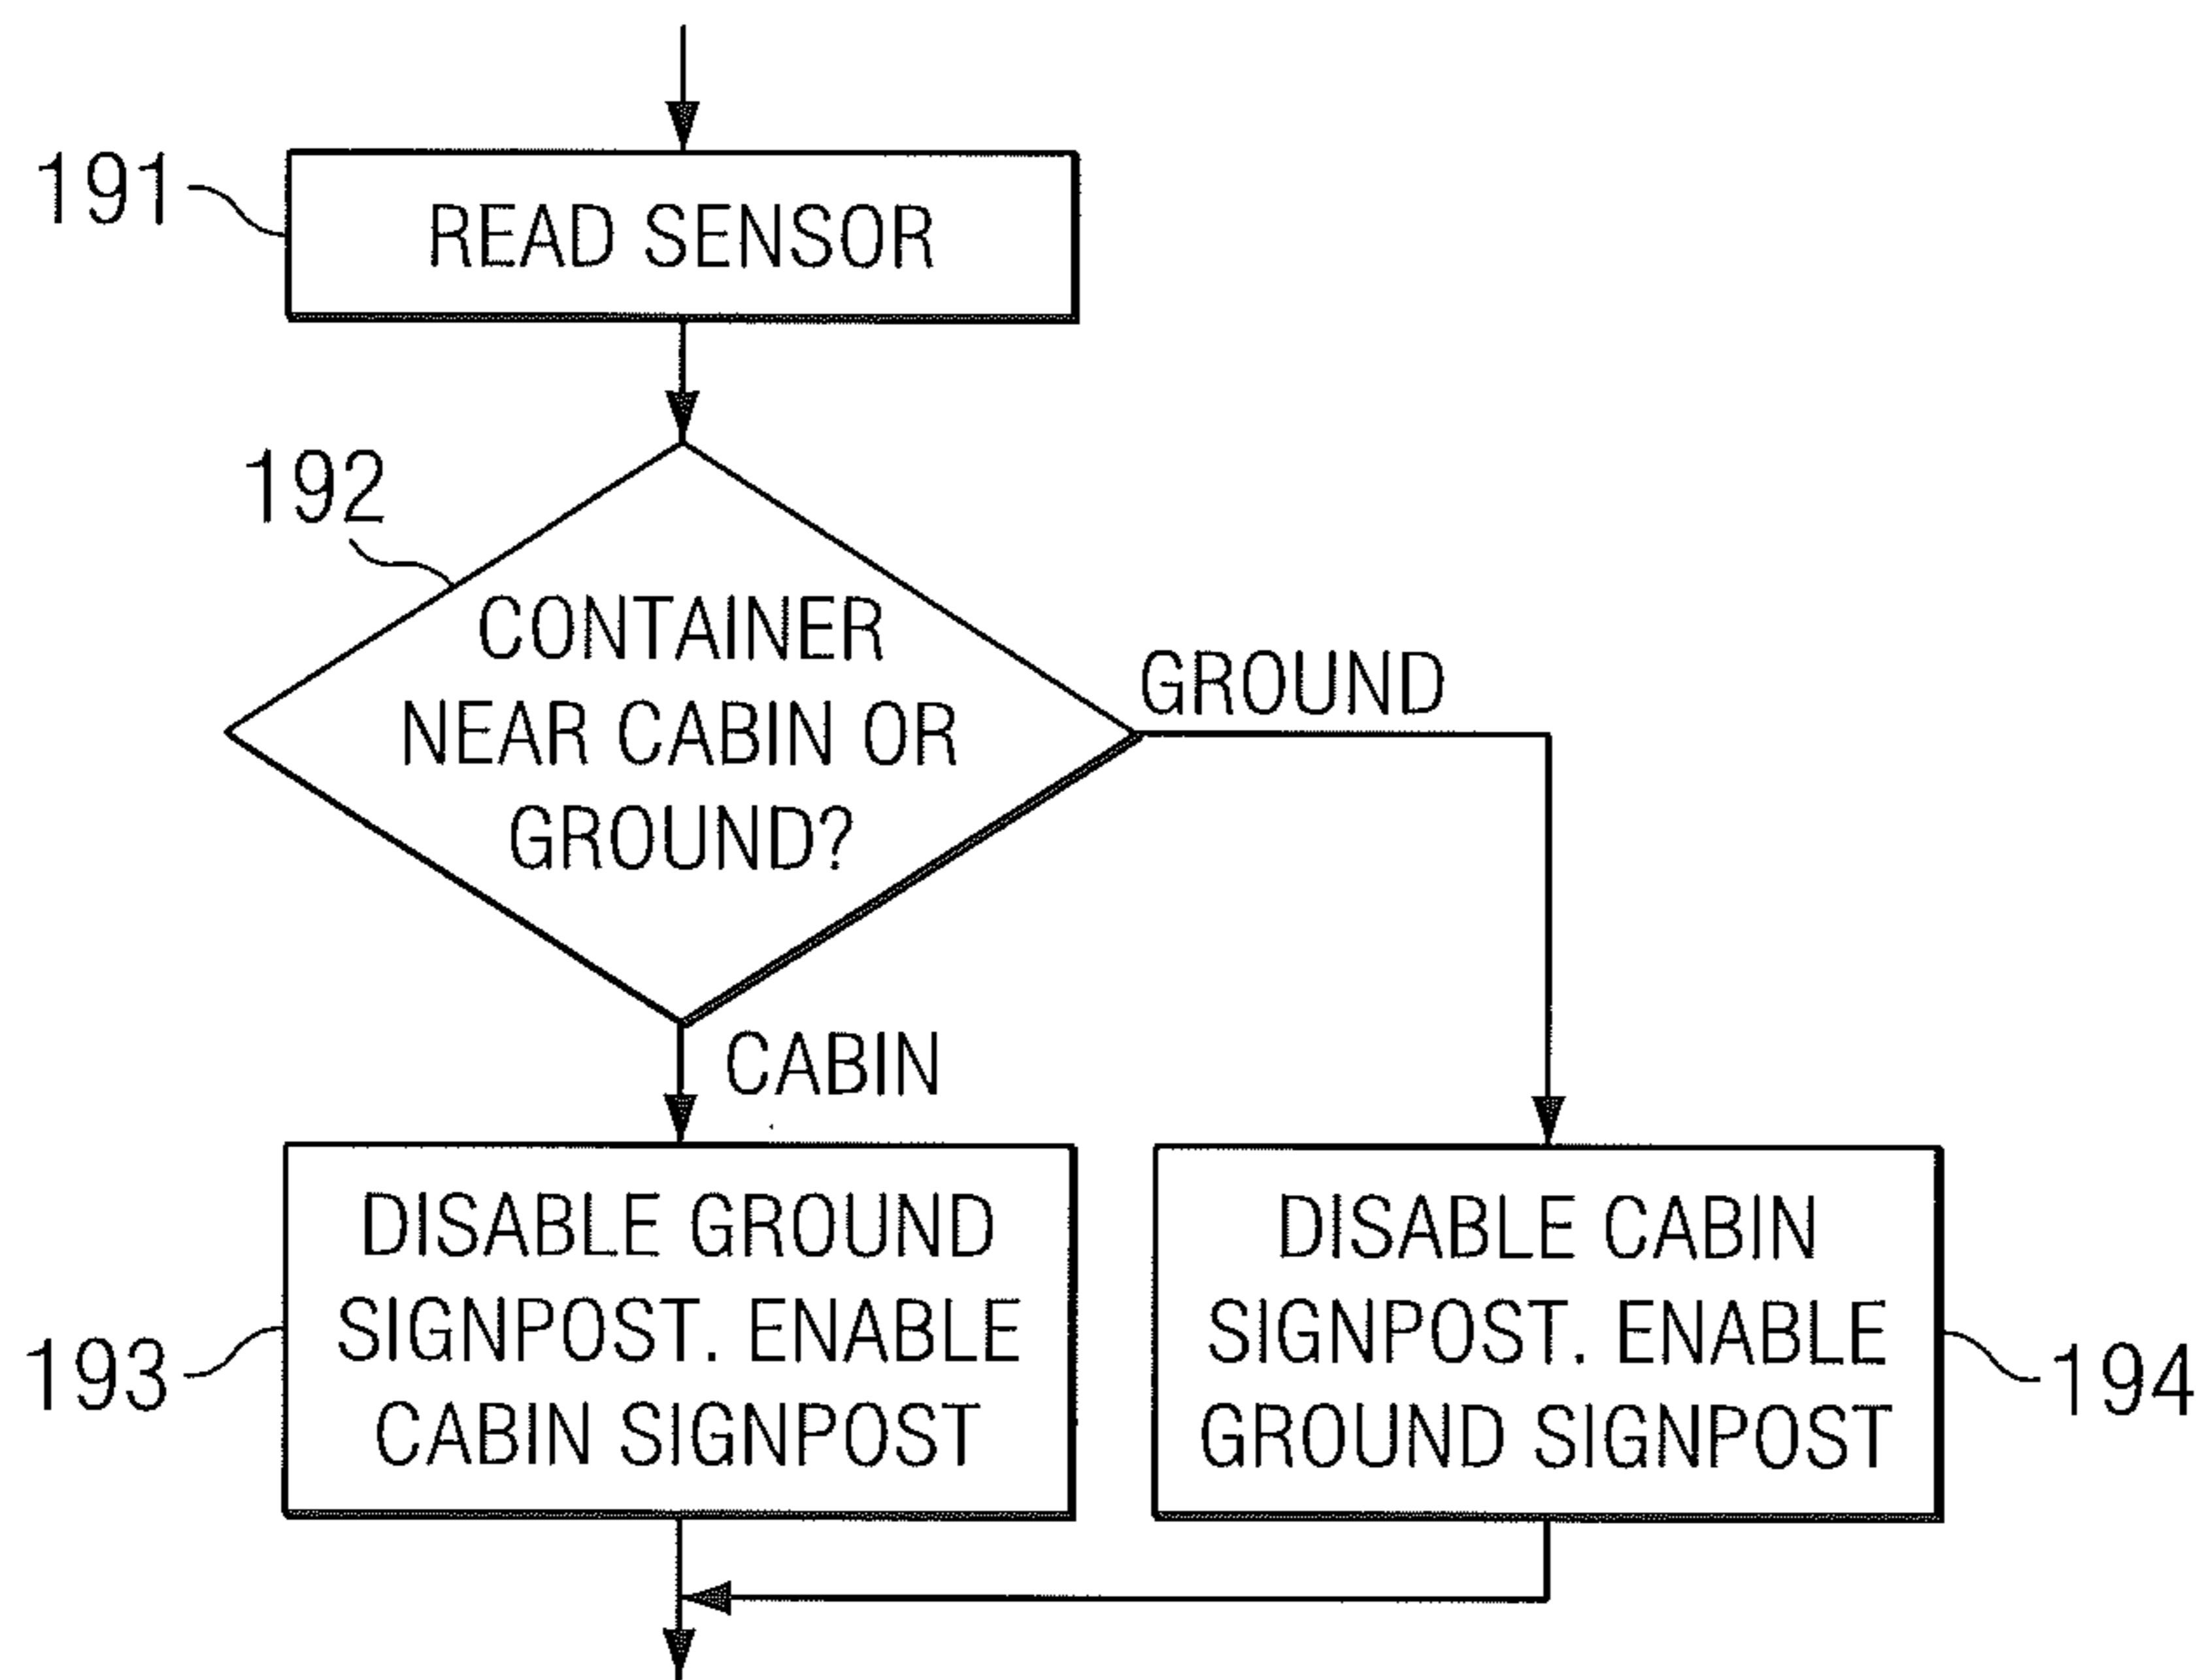 191
READ SENSOR
192
CONTAINER
NEAR CABIN OR
GROUND?
GROUND
CABIN
193
DISABLE GROUND
SIGNPOST. ENABLE
CABIN SIGNPOST
DISABLE CABIN
SIGNPOST. ENABLE
GROUND SIGNPOST
194